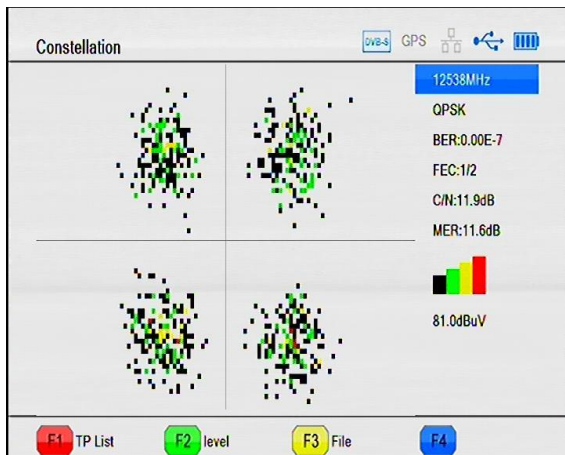 Constellation
DVB-S GPS
12538MHz
QPSK
BER:0.00E-7
FEC:1/2
C/N:11.9dB
MER:11.6dB
81.0dBuV
F1 TP List F2 level F3 File F4